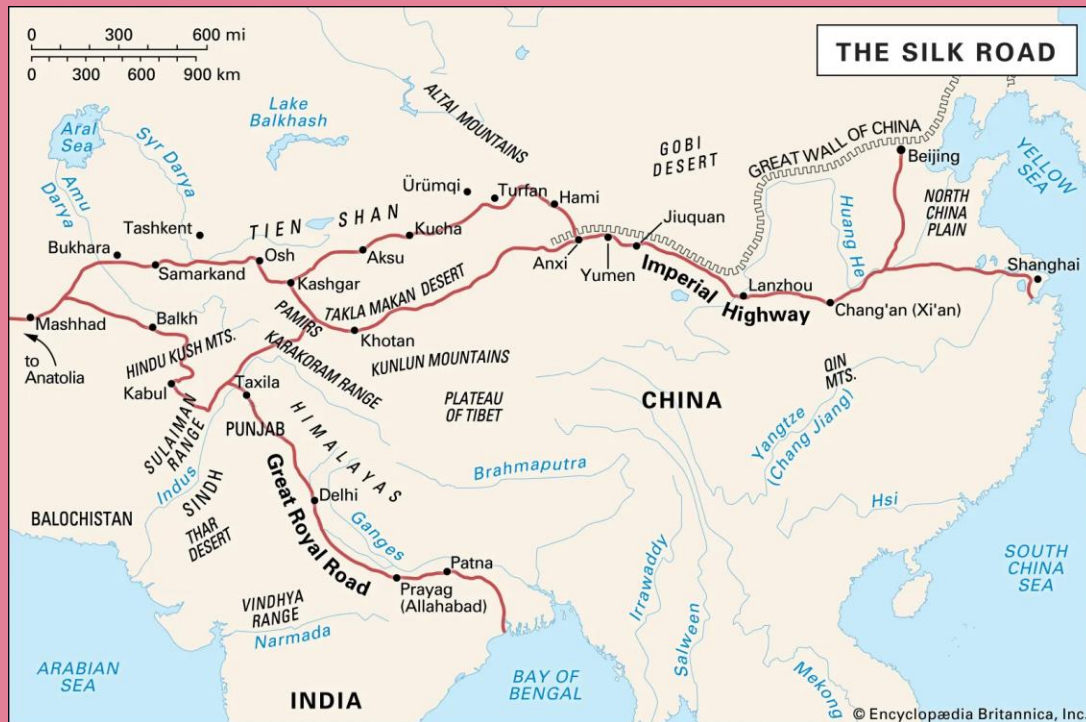 0 300 600 mi
0 300 600 900 km
THE SILK ROAD
Aral
Sea
Syr Darya
Lake
Balkhash
ALTAI MOUNTAINS
GOBI
DESERT
GREAT WALL OF CHINA
Beijing
YELLOW
SEA
Amu
Darya
Ürümqi
Turfan
Hami
NORTH
CHINA
PLAIN
Huang He
Tashkent
TIEN SHAN
Kucha
Jiuquan
Bukhara
Samarkand
Osh
Aksu
Anxi
Yumen
Imperial
Highway
Lanzhou
Shanghai
Kashgar
TAKLA MAKAN DESERT
Chang'an (Xi'an)
Mashhad
Balkh
PAMIRS
Khotan
to
Anatolia
HINDU KUSH MTS.
KARAKORAM RANGE
KUNLUN MOUNTAINS
QIN
MTS.
Kabul
Taxila
PLATEAU
OF TIBET
CHINA
SULAIMAN
RANGE
PUNJAB
HIMALAYAS
Yangtze
(Chang Jiang)
Indus
SINDH
Great Royal Road
Brahmaputra
Delhi
Hsi
BALOCHISTAN
THAR
DESERT
Ganges
Patna
Prayag
(Allahabad)
Irrawaddy
SOUTH
CHINA
SEA
VINDHYA
RANGE
Narmada
Salween
ARABIAN
SEA
INDIA
BAY OF
BENGAL
Mekong
© Encyclopædia Britannica, Inc.